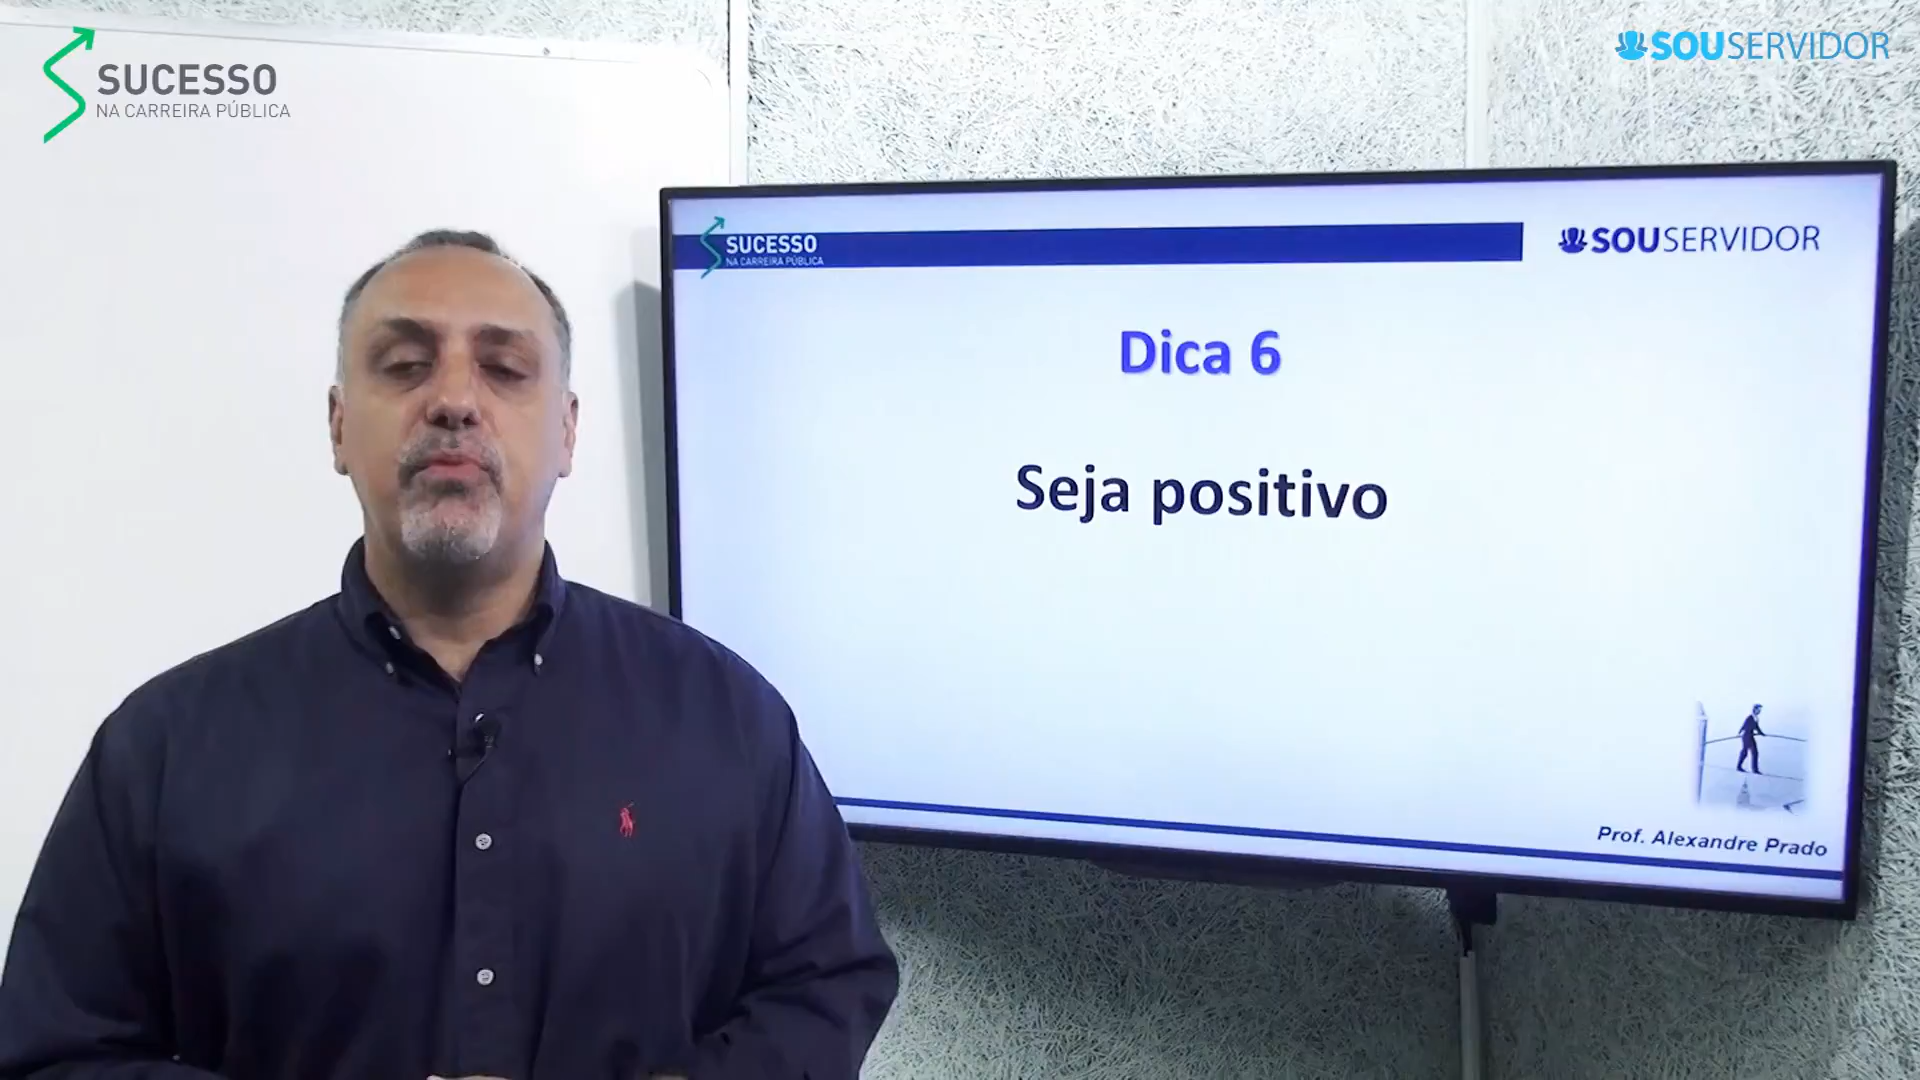 SUCESSO
NA CARREIRA PÚBLICA
SOUSERVIDOR
SUCESSO
NA CARREIRA PÚBLICA
SOUSERVIDOR
Dica 6
Seja positivo
Prof. Alexandre Prado